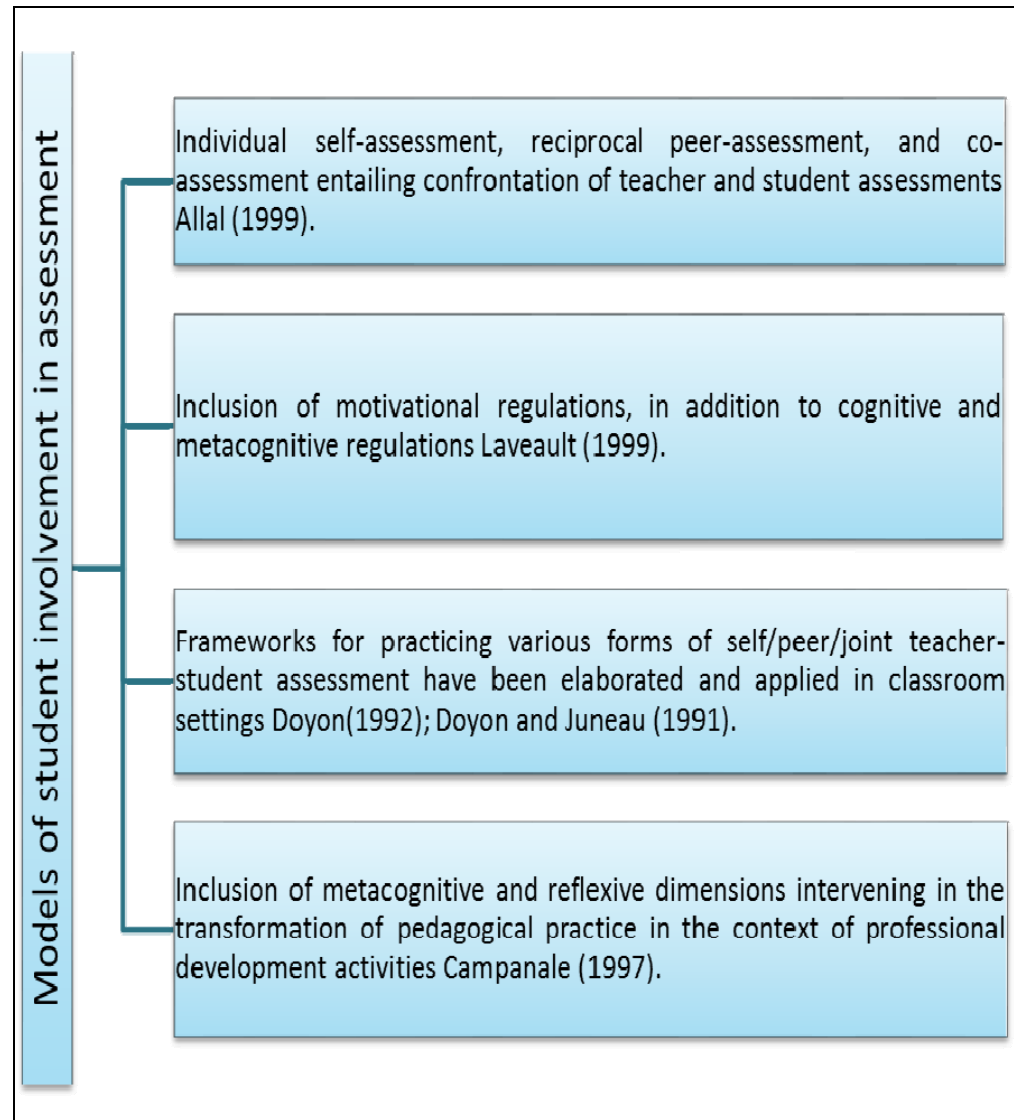 Models of student involvement in assessment
Individual self-assessment, reciprocal peer-assessment, and co-
assessment entailing confrontation of teacher and student assessments
Allal (1999).
Inclusion of motivational regulations, in addition to cognitive and
metacognitive regulations Laveault (1999).
Frameworks for practicing various forms of self/peer/joint teacher-
student assessment have been elaborated and applied in classroom
settings Doyon(1992); Doyon and Juneau (1991).
Inclusion of metacognitive and reflexive dimensions intervening in the
transformation of pedagogical practice in the context of professional
development activities Campanale (1997).